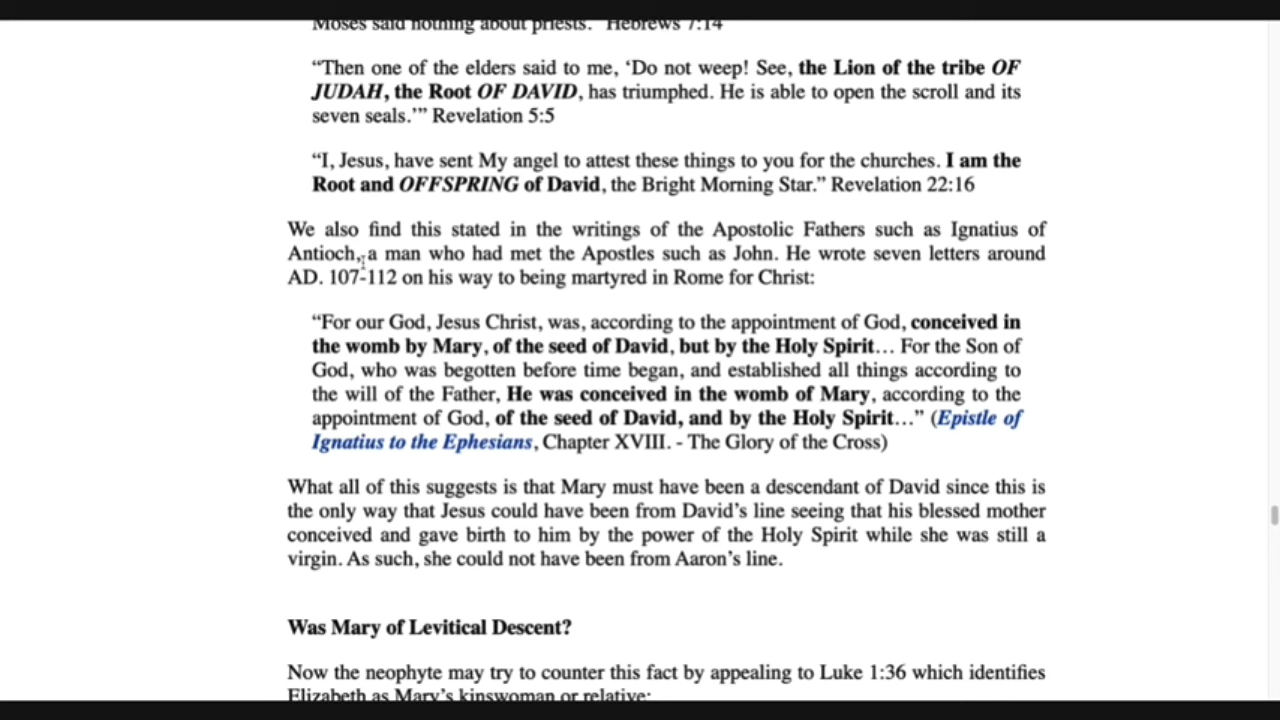 Moses said nothing about priests.” Hebrews 7:14
“Then one of the elders said to me, ‘Do not weep! See, the Lion of the tribe OF
JUDAH, the Root OF DAVID, has triumphed. He is able to open the scroll and its
seven seals.’” Revelation 5:5
“I, Jesus, have sent My angel to attest these things to you for the churches. I am the
Root and OFFSPRING of David, the Bright Morning Star.” Revelation 22:16
We also find this stated in the writings of the Apostolic Fathers such as Ignatius of
Antioch, a man who had met the Apostles such as John. He wrote seven letters around
AD. 107-112 on his way to being martyred in Rome for Christ:
“For our God, Jesus Christ, was, according to the appointment of God, conceived in
the womb by Mary, of the seed of David, but by the Holy Spirit… For the Son of
God, who was begotten before time began, and established all things according to
the will of the Father, He was conceived in the womb of Mary, according to the
appointment of God, of the seed of David, and by the Holy Spirit…” (Epistle of
Ignatius to the Ephesians, Chapter XVIII. - The Glory of the Cross)
What all of this suggests is that Mary must have been a descendant of David since this is
the only way that Jesus could have been from David’s line seeing that his blessed mother
conceived and gave birth to him by the power of the Holy Spirit while she was still a
virgin. As such, she could not have been from Aaron’s line.
Was Mary of Levitical Descent?
Now the neophyte may try to counter this fact by appealing to Luke 1:36 which identifies
Elizabeth as Mary’s kinswoman or relative: